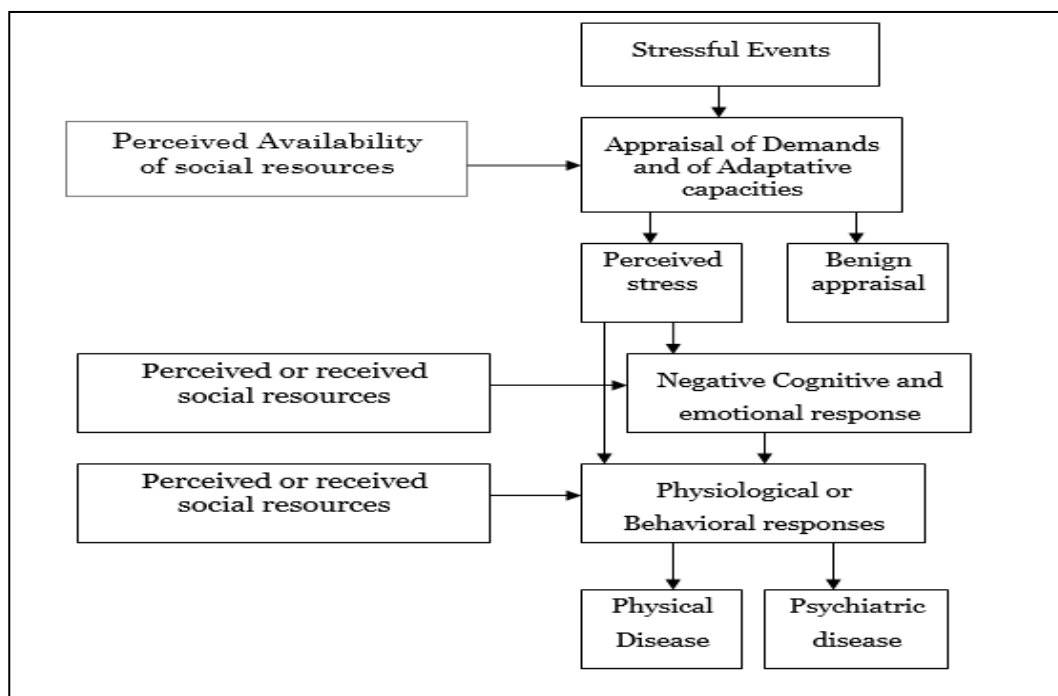 Stressful Events
Perceived Availability
of social resources
Appraisal of Demands
and of Adaptative
capacities
Perceived
stress
Benign
appraisal
Perceived or received
social resources
Negative Cognitive and
emotional response
Perceived or received
social resources
Physiological or
Behavioral responses
Physical
Disease
Psychiatric
disease